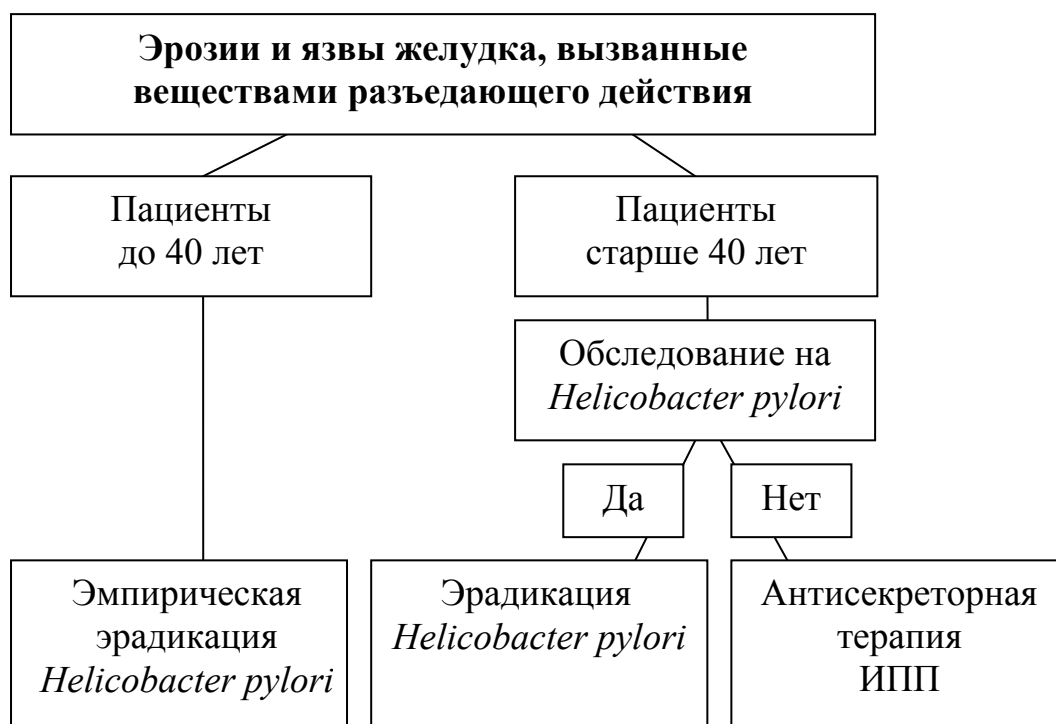 Эрозии и язвы желудка, вызванные
веществами разъедающего действия
Пациенты
до 40 лет
Пациенты
старше 40 лет
Обследование на
Helicobacter pylori
Да
Нет
Эмпирическая
эрадикация
Helicobacter pylori
Эрадикация
Helicobacter pylori
Антисекреторная
терапия
ИПП